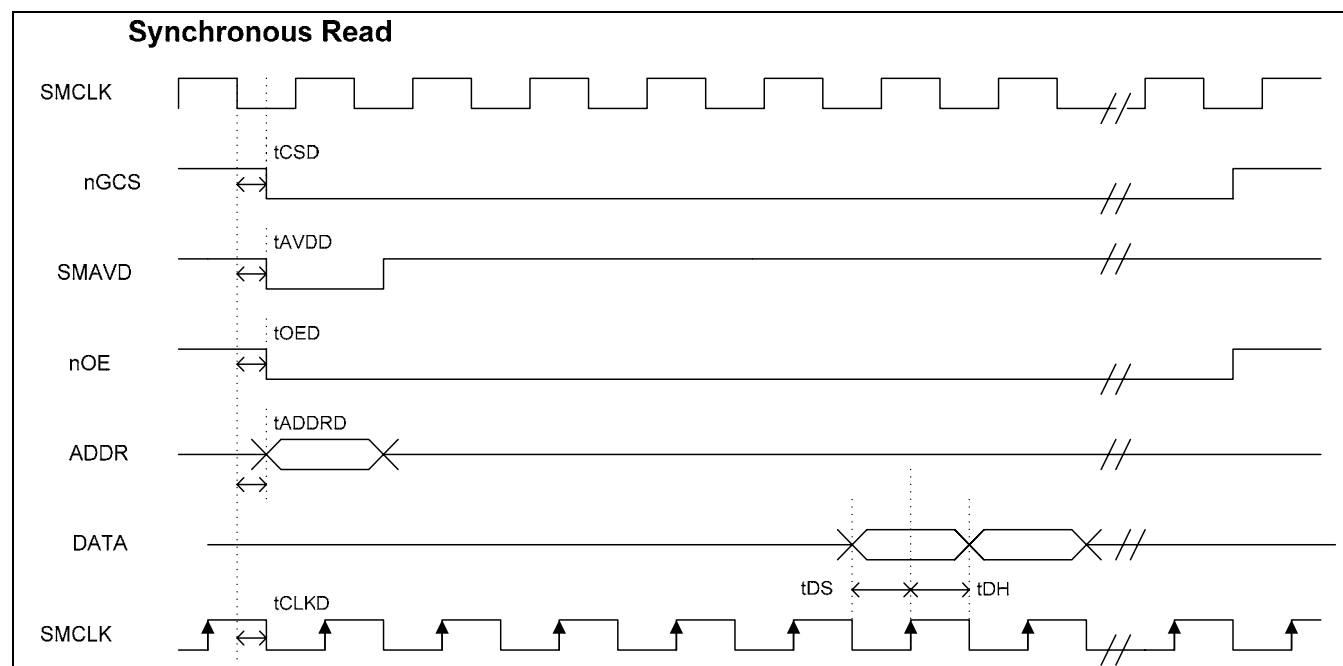 Synchronous Read
SMCLK
tCSD
nGCS
tAVDD
SMAVD
tOED
nOE
tADDRD
ADDR
DATA
tDS
tDH
tCLKD
SMCLK